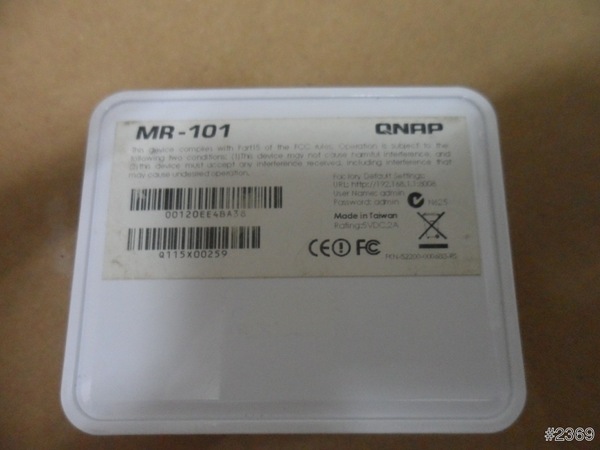 MR-101 QNAP
This device complies with Part15 of the FCC Rules. Operation is subject to the
following two conditions: (1)This device may not cause harmful interference, and
(2)this device must accept any interference received, including interference that
may cause undesired operation.
For Key Default Settings:
User Name: admin
Password: admin
00120EE4BA38
Made in Taiwan
Rating:5VDC,2A
Q115X00259
CE FC
#2369